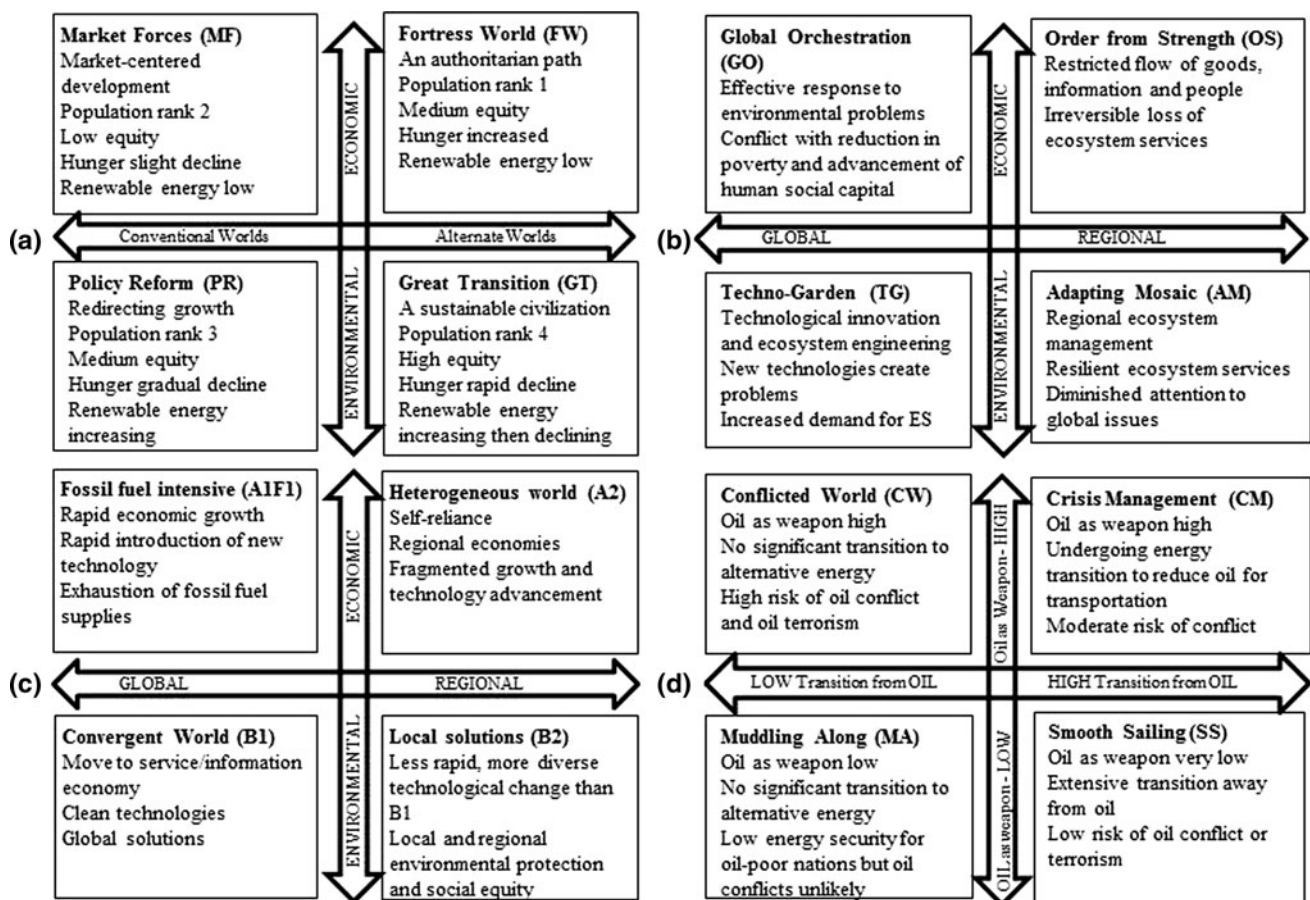 Market Forces (MF)
Market-centered
development
Population rank 2
Low equity
Hunger slight decline
Renewable energy low
ECONOMIC
Fortress World (FW)
An authoritarian path
Population rank 1
Medium equity
Hunger increased
Renewable energy low
(a)
Conventional Worlds
Alternate Worlds
Policy Reform (PR)
Redirecting growth
Population rank 3
Medium equity
Hunger gradual decline
Renewable energy
increasing
ENVIRONMENTAL
Great Transition (GT)
A sustainable civilization
Population rank 4
High equity
Hunger rapid decline
Renewable energy
increasing then declining
Global Orchestration
(GO)
Effective response to
environmental problems
Conflict with reduction in
poverty and advancement of
human social capital
ECONOMIC
Order from Strength (OS)
Restricted flow of goods,
information and people
Irreversible loss of
ecosystem services
(b)
GLOBAL
REGIONAL
Techno-Garden (TG)
Technological innovation
and ecosystem engineering
New technologies create
problems
Increased demand for ES
ENVIRONMENTAL
Adapting Mosaic (AM)
Regional ecosystem
management
Resilient ecosystem services
Diminished attention to
global issues
Fossil fuel intensive (A1F1)
Rapid economic growth
Rapid introduction of new
technology
Exhaustion of fossil fuel
supplies
ECONOMIC
Heterogeneous world (A2)
Self-reliance
Regional economies
Fragmented growth and
technology advancement
(c)
GLOBAL
REGIONAL
Convergent World (B1)
Move to service/information
economy
Clean technologies
Global solutions
ENVIRONMENTAL
Local solutions (B2)
Less rapid, more diverse
technological change than
B1
Local and regional
environmental protection
and social equity
Conflicted World (CW)
Oil as weapon high
No significant transition to
alternative energy
High risk of oil conflict
and oil terrorism
Oil as Weapon- HIGH
Crisis Management (CM)
Oil as weapon high
Undergoing energy
transition to reduce oil for
transportation
Moderate risk of conflict
(d)
LOW Transition from OIL
HIGH Transition from OIL
Muddling Along (MA)
Oil as weapon low
No significant transition to
alternative energy
Low energy security for
oil-poor nations but oil
conflicts unlikely
OIL as weapon - LOW
Smooth Sailing (SS)
Oil as weapon very low
Extensive transition away
from oil
Low risk of oil conflict or
terrorism